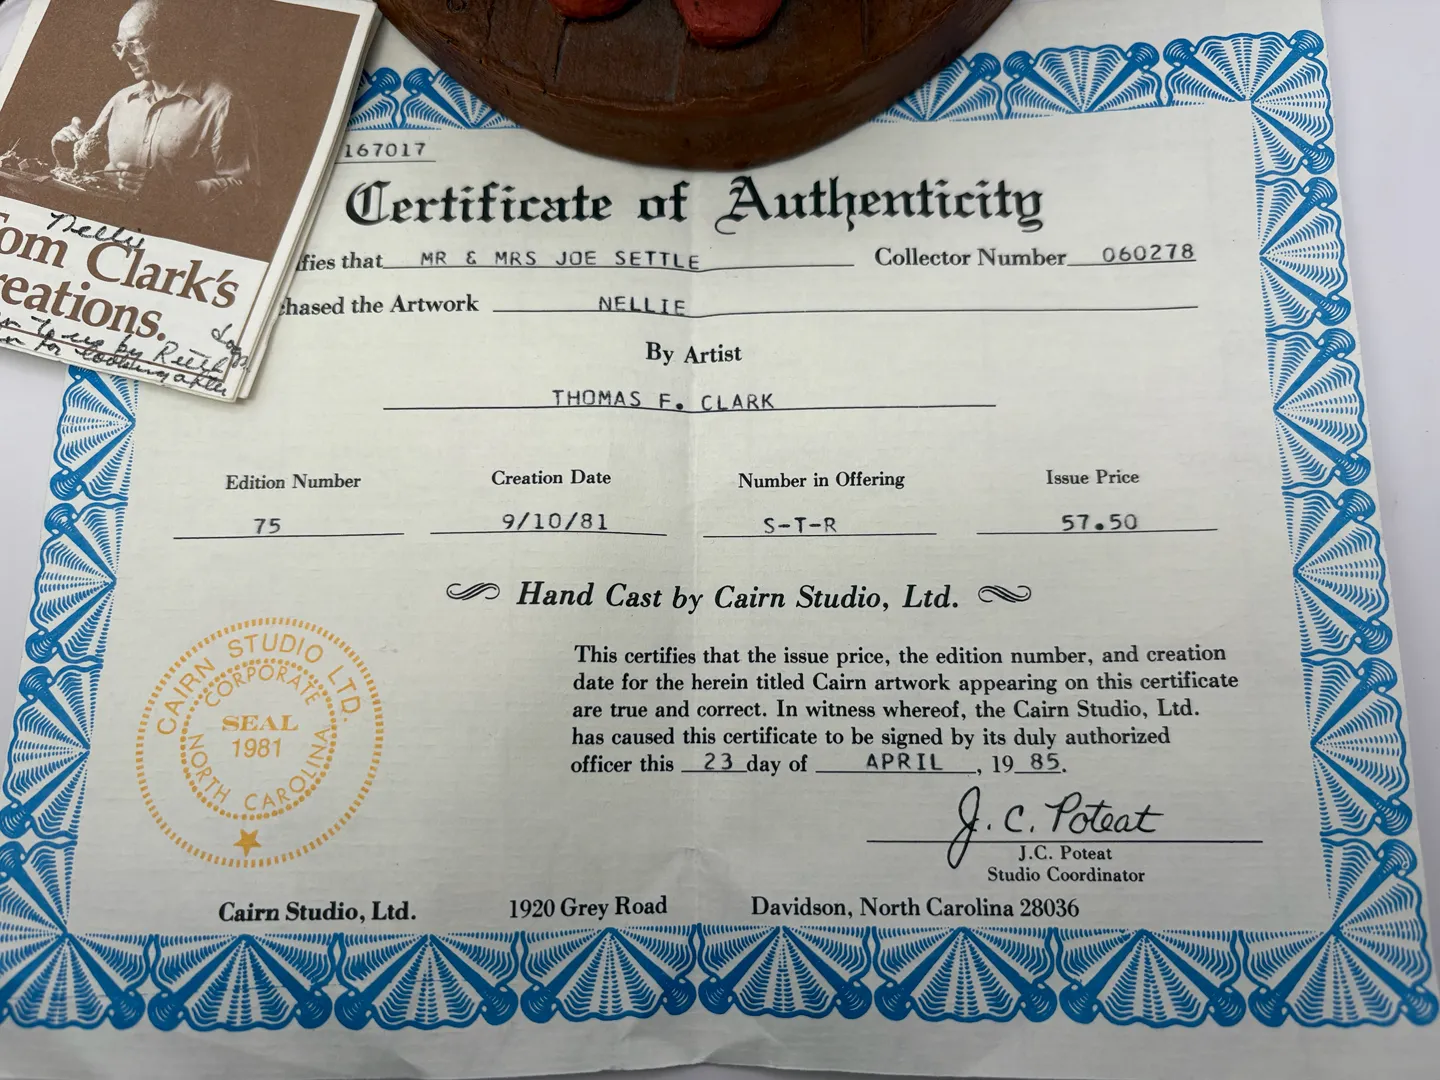 167017
Certificate of Authenticity
fies that MR & MRS JOE SETTLE Collector Number 060278
chased the Artwork NELLIE
By Artist
THOMAS F. CLARK
Edition Number Creation Date Number in Offering Issue Price
75 9/10/81 S-T-R 57.50
Hand Cast by Cairn Studio, Ltd.
This certifies that the issue price, the edition number, and creation
date for the herein titled Cairn artwork appearing on this certificate
are true and correct. In witness whereof, the Cairn Studio, Ltd.
has caused this certificate to be signed by its duly authorized
officer this 23 day of APRIL, 19 85.
J. C. Poteat
J.C. Poteat
Studio Coordinator
CAIRN STUDIO LTD.
CORPORATE
SEAL
1981
NORTH CAROLINA
Cairn Studio, Ltd. 1920 Grey Road Davidson, North Carolina 28036
Nellie
om Clark's
reations.
by Ruth
for